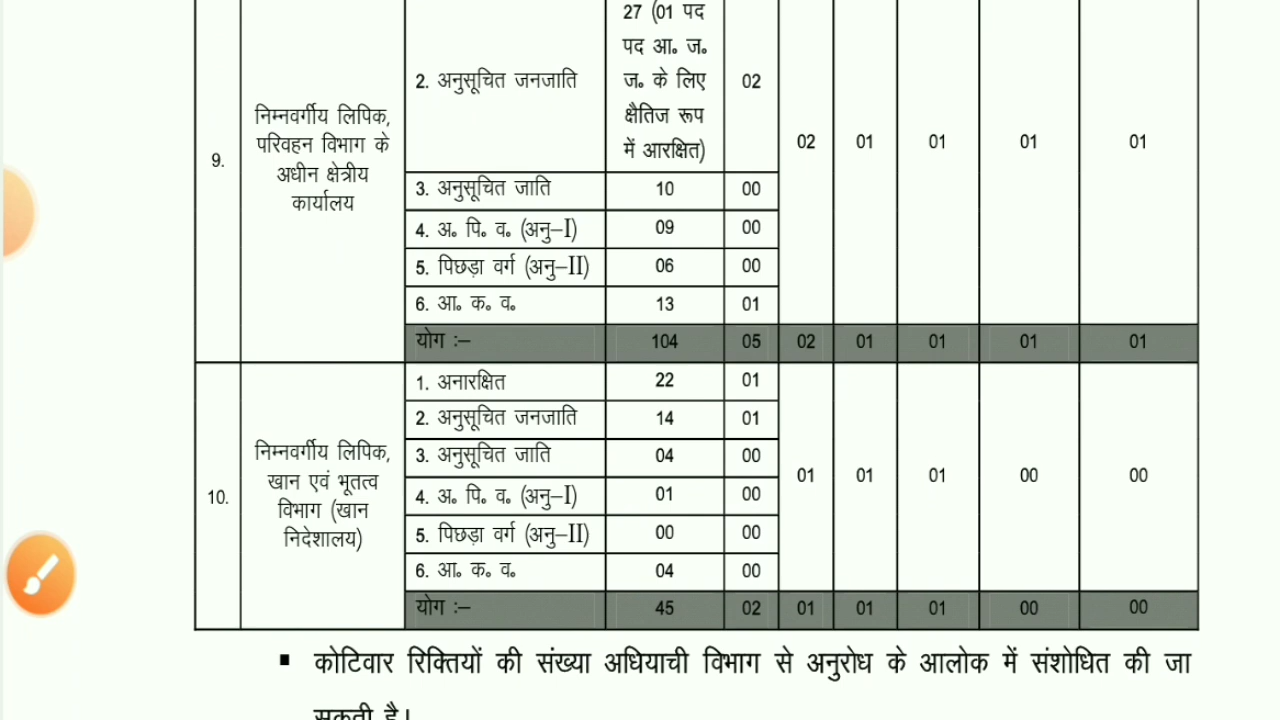 27 (01 पद
पद आ॰ ज॰
2. अनुसूचित जनजाति ज॰ के लिए 02
क्षैतिज रूप
में आरक्षित)
9. निम्नवर्गीय लिपिक,
परिवहन विभाग के
अधीन क्षेत्रीय
कार्यालय
02 01 01 01 01
3. अनुसूचित जाति 10 00
4. अ॰ पि॰ व॰ (अनु–I) 09 00
5. पिछड़ा वर्ग (अनु–II) 06 00
6. आ॰ क॰ व॰ 13 01
योग :– 104 05 02 01 01 01 01
10. निम्नवर्गीय लिपिक,
खान एवं भूतत्व
विभाग (खान
निदेशालय)
1. अनारक्षित 22 01
2. अनुसूचित जनजाति 14 01
3. अनुसूचित जाति 04 00
01 01 01 00 00
4. अ॰ पि॰ व॰ (अनु–I) 01 00
5. पिछड़ा वर्ग (अनु–II) 00 00
6. आ॰ क॰ व॰ 04 00
योग :– 45 02 01 01 01 00 00
▪ कोटिवार रिक्तियों की संख्या अधियाची विभाग से अनुरोध के आलोक में संशोधित की जा
सकती है।